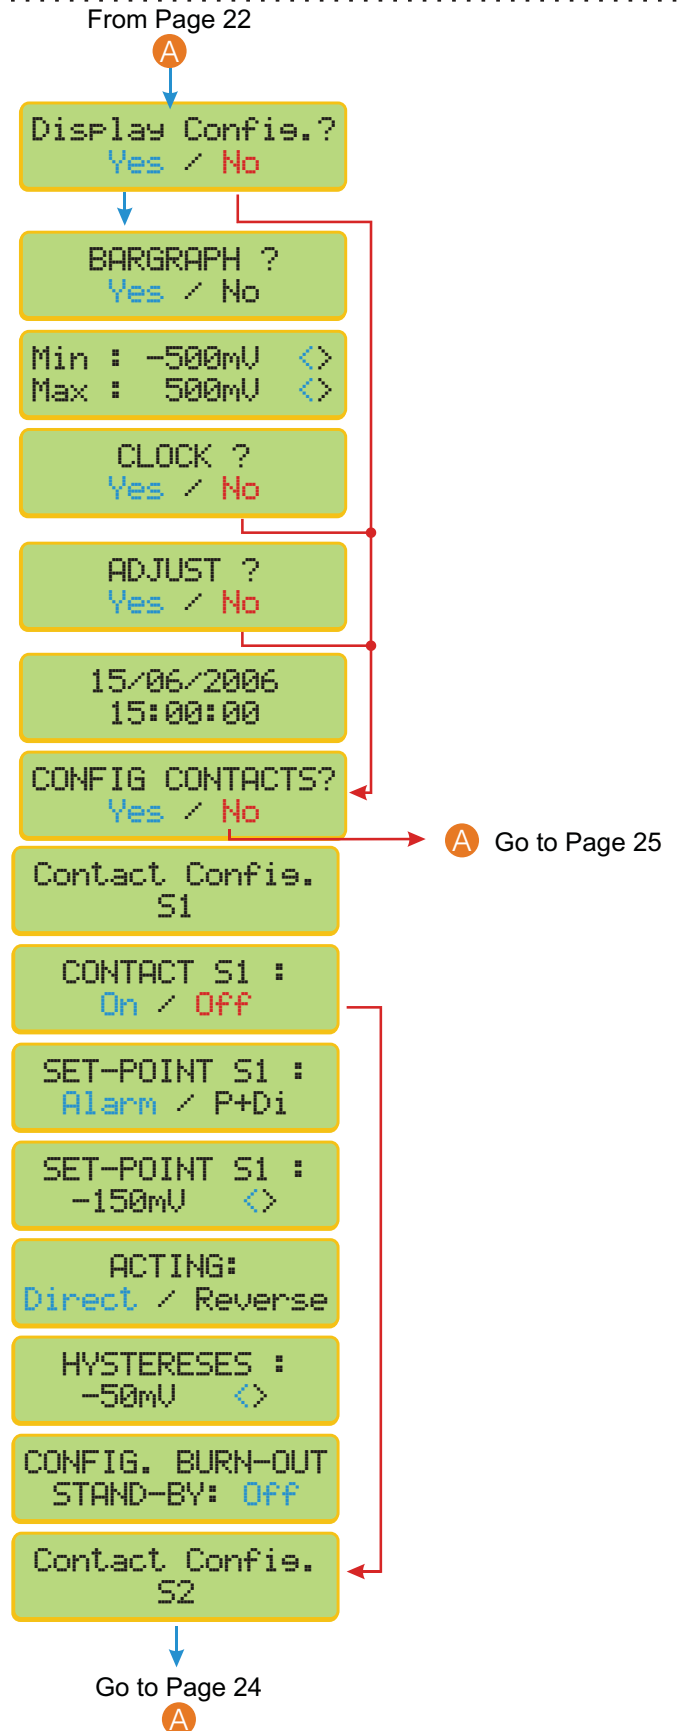 From Page 22
A
Display Config.?
Yes / No
BARGRAPH ?
Yes / No
Min : -500mV <>
Max : 500mV <>
CLOCK ?
Yes / No
ADJUST ?
Yes / No
15/06/2006
15:00:00
CONFIG CONTACTS?
Yes / No
A Go to Page 25
Contact Config.
S1
CONTACT S1 :
On / Off
SET-POINT S1 :
Alarm / P+Di
SET-POINT S1 :
-150mV <>
ACTING:
Direct / Reverse
HYSTERESES :
-50mV <>
CONFIG. BURN-OUT
STAND-BY: Off
Contact Config.
S2
Go to Page 24
A